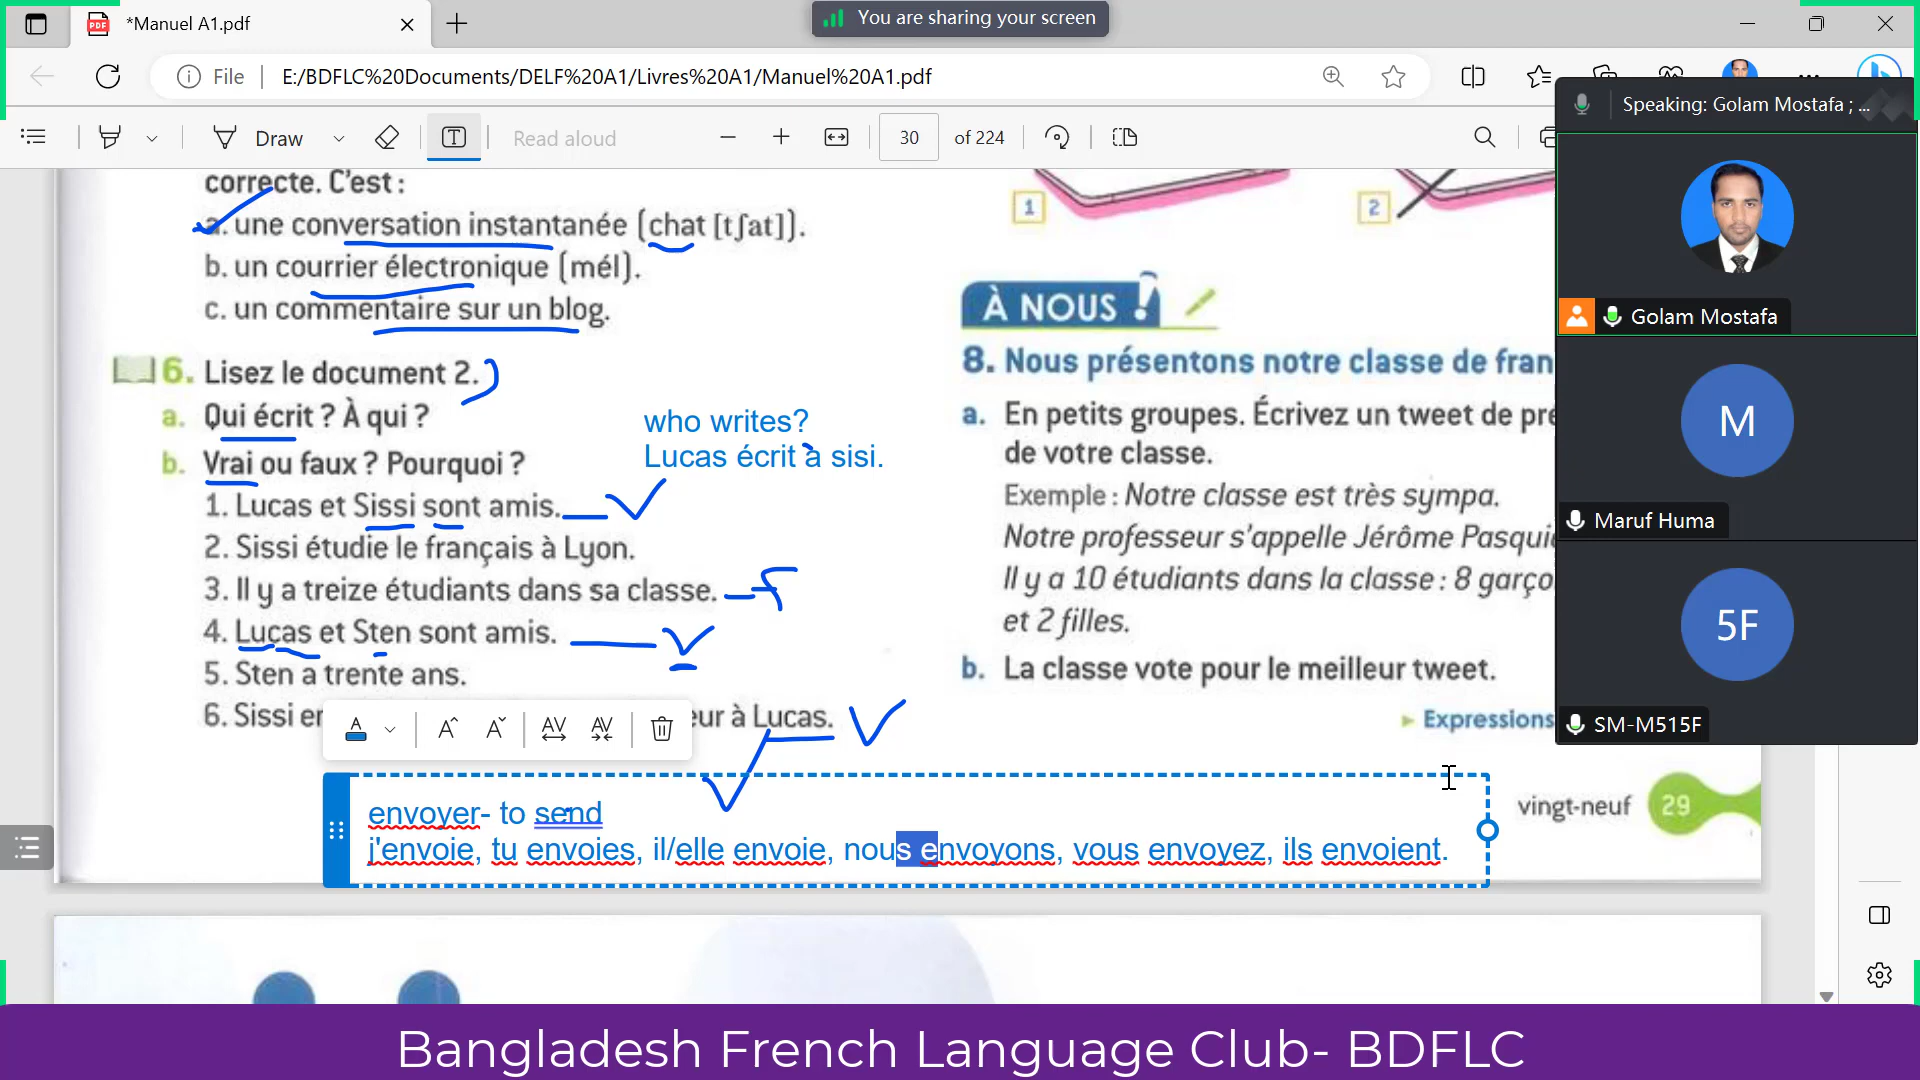 *Manuel A1.pdf
You are sharing your screen
File
E:/BDFLC%20Documents/DELF%20A1/Livres%20A1/Manuel%20A1.pdf
Draw
Read aloud
30
of 224
Speaking: Golam Mostafa ; ...
Golam Mostafa
M
Maruf Huma
5F
SM-M515F
correcte. C'est :
a. une conversation instantanée (chat [tʃat]).
b. un courrier électronique (mél).
c. un commentaire sur un blog.
6. Lisez le document 2.
a. Qui écrit ? À qui ?
b. Vrai ou faux ? Pourquoi ?
who writes?
Lucas écrit à sisi.
1. Lucas et Sissi sont amis.
2. Sissi étudie le français à Lyon.
3. Il y a treize étudiants dans sa classe. F
4. Lucas et Sten sont amis.
5. Sten a trente ans.
6. Sissi
à Lucas.
envoyer- to send
j'envoie, tu envoies, il/elle envoie, nous envoyons, vous envoyez, ils envoient.
1
2
À NOUS !
8. Nous présentons notre classe de fran
a. En petits groupes. Écrivez un tweet de pré
de votre classe.
Exemple : Notre classe est très sympa.
Notre professeur s'appelle Jérôme Pasqui
Il y a 10 étudiants dans la classe : 8 garço
et 2 filles.
b. La classe vote pour le meilleur tweet.
► Expressions
vingt-neuf 29
Bangladesh French Language Club- BDFLC